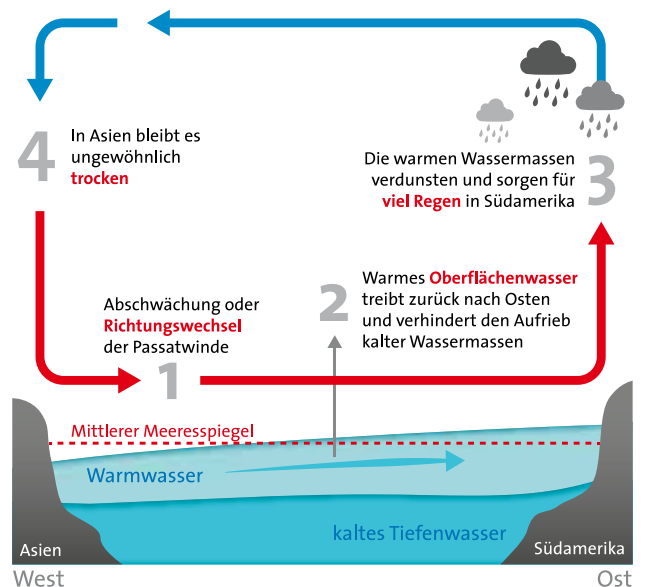 4
In Asien bleibt es
ungewöhnlich
trocken
Die warmen Wassermassen
verdunsten und sorgen für
viel Regen in Südamerika
3
Abschwächung oder
Richtungswechsel
der Passatwinde
1
2
Warmes Oberflächenwasser
treibt zurück nach Osten
und verhindert den Aufrieb
kalter Wassermassen
Mittlerer Meeresspiegel
Warmwasser
kaltes Tiefenwasser
Asien
Südamerika
West
Ost